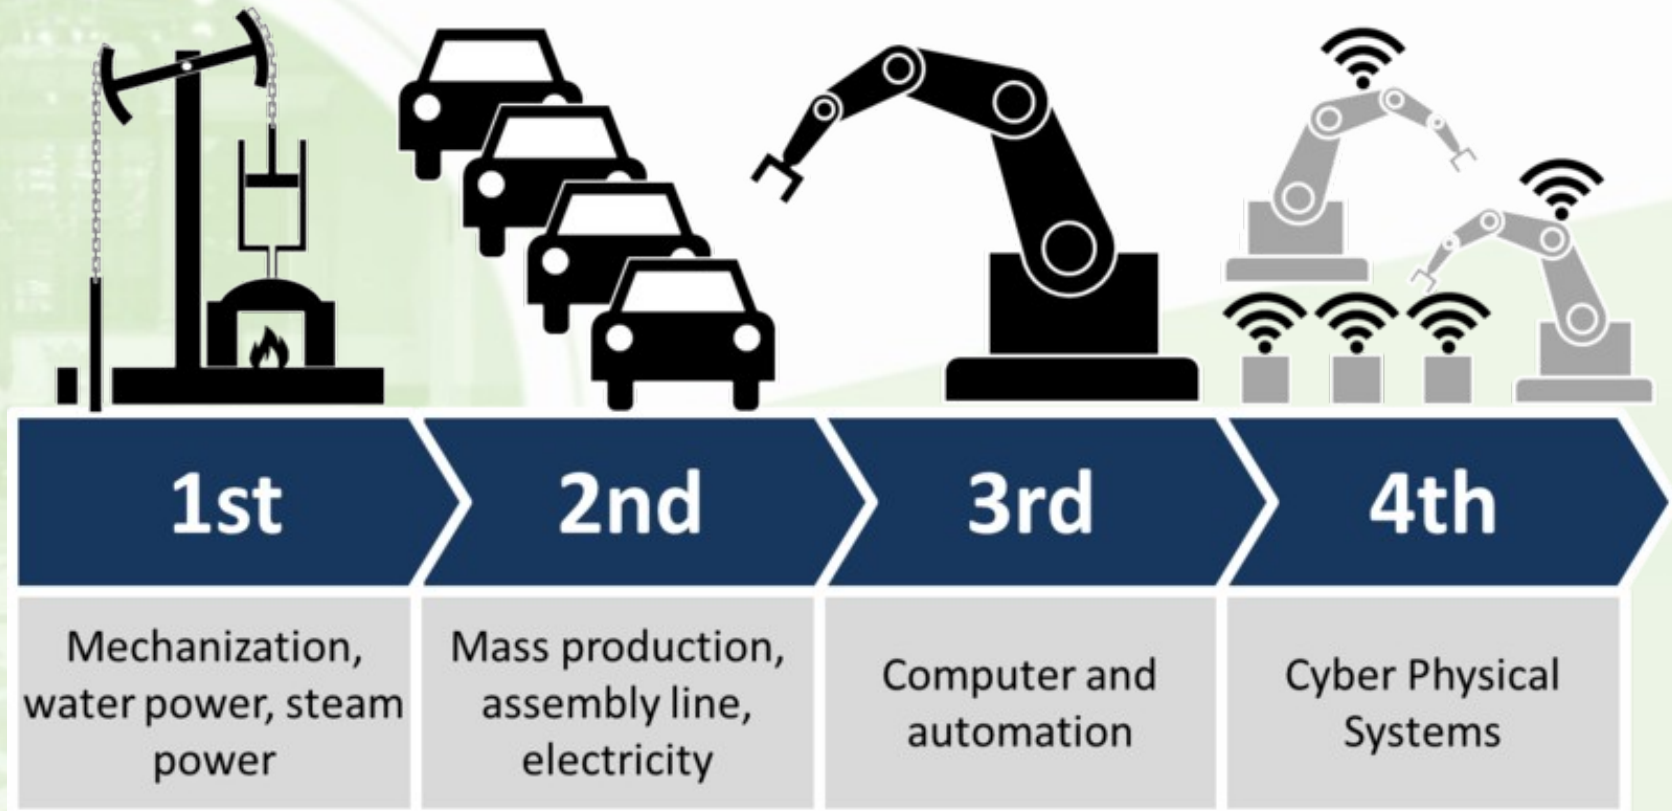 1st
2nd
3rd
4th
Mechanization,
water power, steam
power
Mass production,
assembly line,
electricity
Computer and
automation
Cyber Physical
Systems